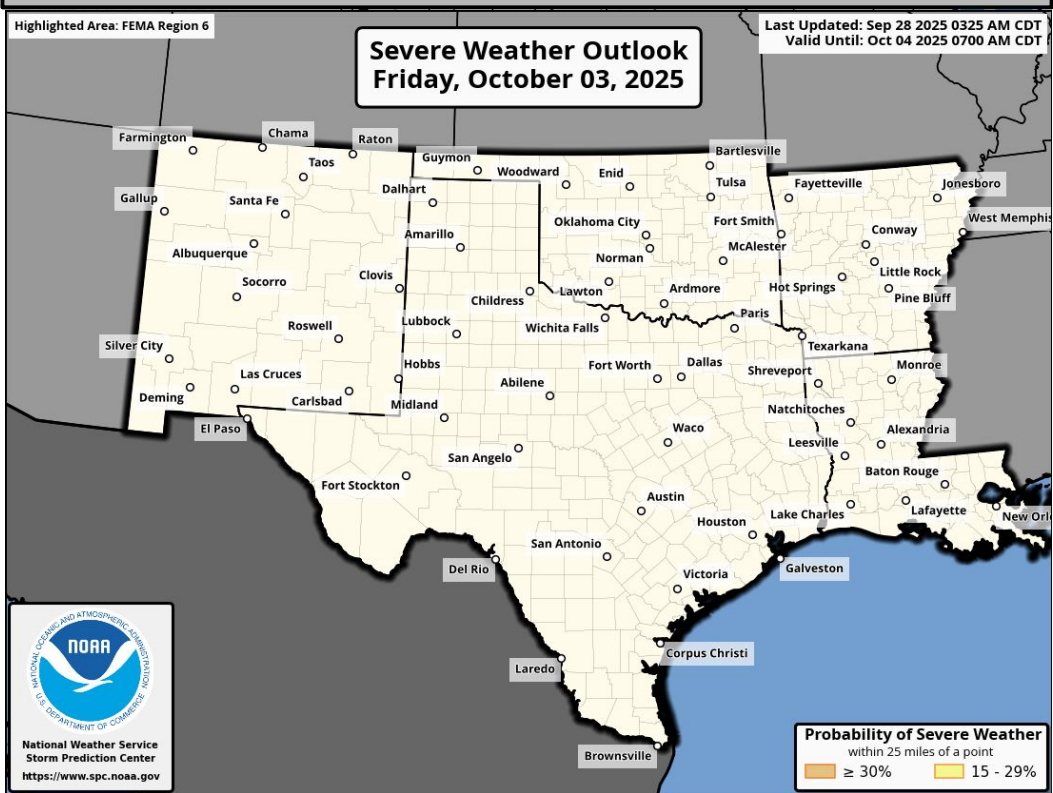 Highlighted Area: FEMA Region 6
Severe Weather Outlook
Friday, October 03, 2025
Last Updated: Sep 28 2025 0325 AM CDT
Valid Until: Oct 04 2025 0700 AM CDT
Farmington
Chama
Raton
Taos
Guymon
Woodward
Enid
Bartlesville
Tulsa
Fayetteville
Jonesboro
Gallup
Santa Fe
Dalhart
Oklahoma City
Fort Smith
West Memphis
Albuquerque
Amarillo
Norman
McAlester
Conway
Socorro
Clovis
Childress
Lawton
Ardmore
Hot Springs
Little Rock
Pine Bluff
Roswell
Lubbock
Wichita Falls
Paris
Texarkana
Silver City
Las Cruces
Hobbs
Fort Worth
Dallas
Shreveport
Monroe
Deming
Carlsbad
Midland
Abilene
Natchitoches
El Paso
San Angelo
Waco
Leesville
Alexandria
Fort Stockton
Baton Rouge
Austin
Houston
Lake Charles
Lafayette
New Orl
Del Rio
San Antonio
Galveston
Victoria
Laredo
Corpus Christi
Brownsville
NATIONAL OCEANIC AND ATMOSPHERIC ADMINISTRATION
NOAA
U.S. DEPARTMENT OF COMMERCE
National Weather Service
Storm Prediction Center
https://www.spc.noaa.gov
Probability of Severe Weather
within 25 miles of a point
≥ 30%
15 - 29%